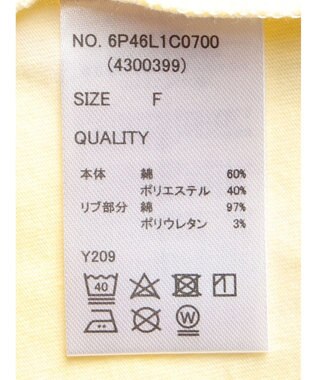 NO. 6P46L1C0700
(4300399)
SIZE F
QUALITY
本体 綿 60%
ポリエステル 40%
リブ部分 綿 97%
ポリウレタン 3%
Y209
40
W